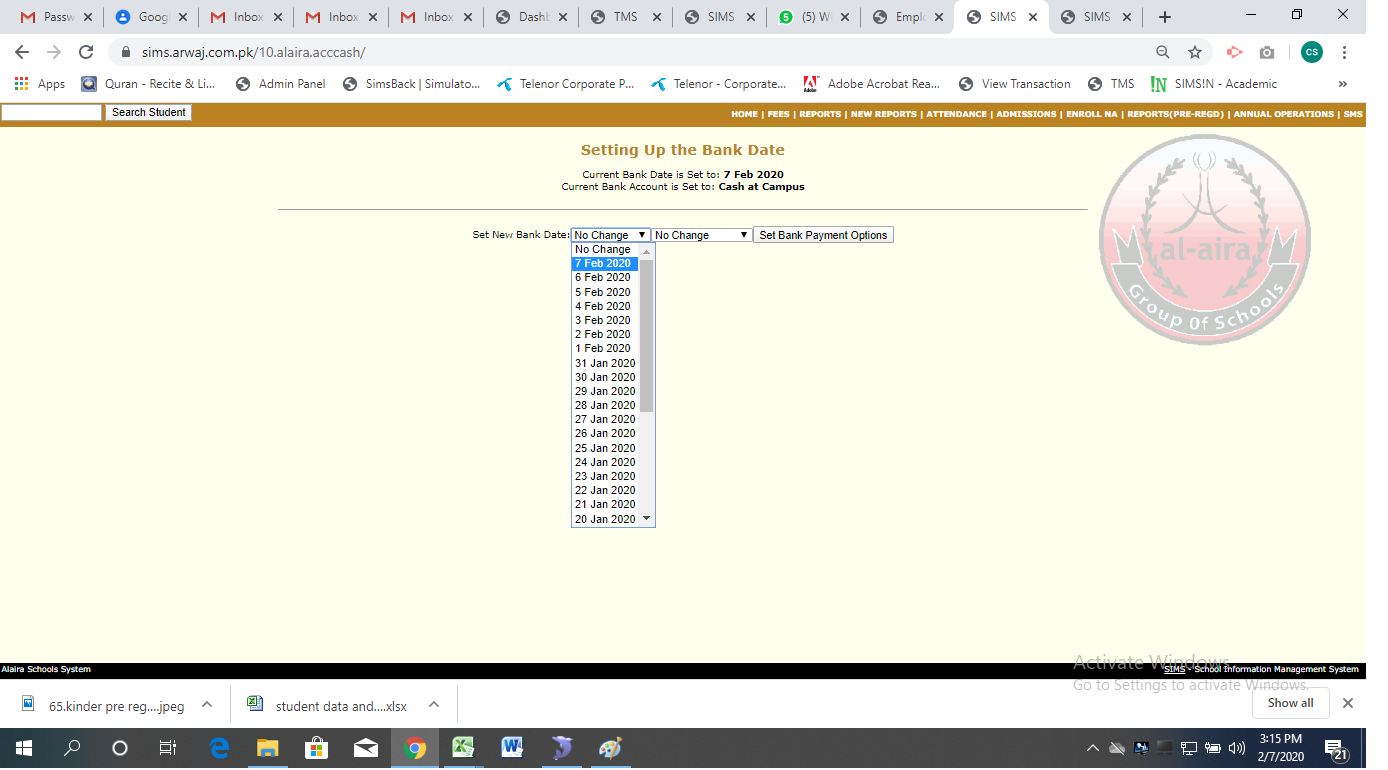 Passw
Googl
Inbox
Inbox
Inbox
Dashb
TMS
SIMS
(5) W
Emplo
SIMS
SIMS
sims.arwaj.com.pk/10.alaira.acccash/
CS
Apps
Quran - Recite & Li...
Admin Panel
SimsBack | Simulato...
Telenor Corporate P...
Telenor - Corporate...
Adobe Acrobat Rea...
View Transaction
TMS
SIMS!N - Academic
»
Search Student
HOME | FEES | REPORTS | NEW REPORTS | ATTENDANCE | ADMISSIONS | ENROLL NA | REPORTS(PRE-REGD) | ANNUAL OPERATIONS | SMS
Setting Up the Bank Date
Current Bank Date is Set to: 7 Feb 2020
Current Bank Account is Set to: Cash at Campus
al-aira
Group Of Schools
Set New Bank Date: No Change No Change Set Bank Payment Options
No Change
7 Feb 2020
6 Feb 2020
5 Feb 2020
4 Feb 2020
3 Feb 2020
2 Feb 2020
1 Feb 2020
31 Jan 2020
30 Jan 2020
29 Jan 2020
28 Jan 2020
27 Jan 2020
26 Jan 2020
25 Jan 2020
24 Jan 2020
23 Jan 2020
22 Jan 2020
21 Jan 2020
20 Jan 2020
Activate Windows
Go to Settings to activate Windows.
Alaira Schools System
SIMS - School Information Management System
65.kinder pre reg....jpeg
student data and....xlsx
Show all
3:15 PM
2/7/2020
21